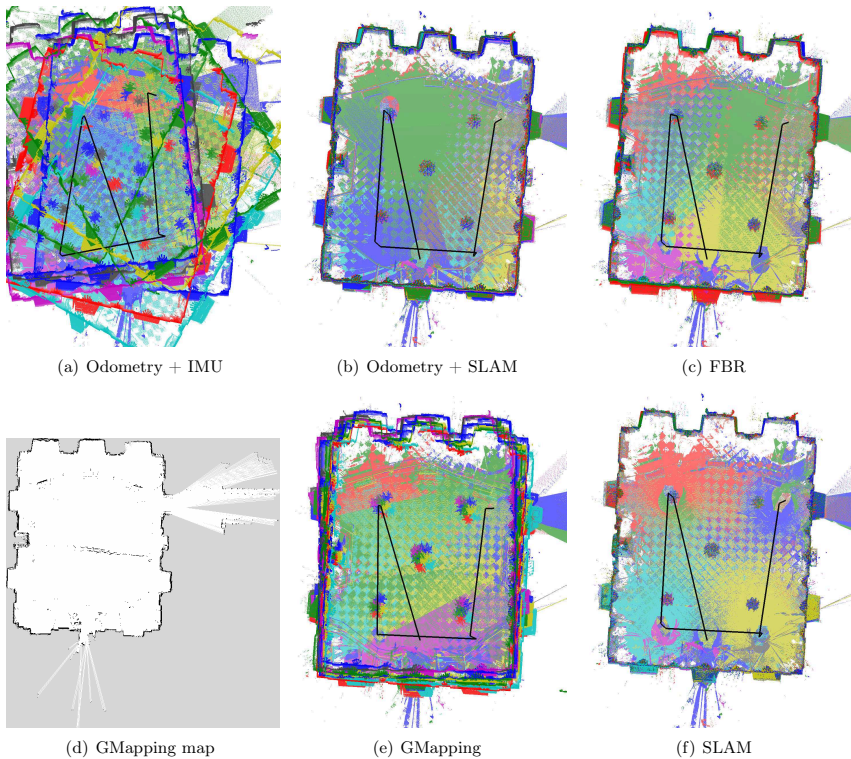 (a) Odometry + IMU
(b) Odometry + SLAM
(c) FBR
(d) GMapping map
(e) GMapping
(f) SLAM